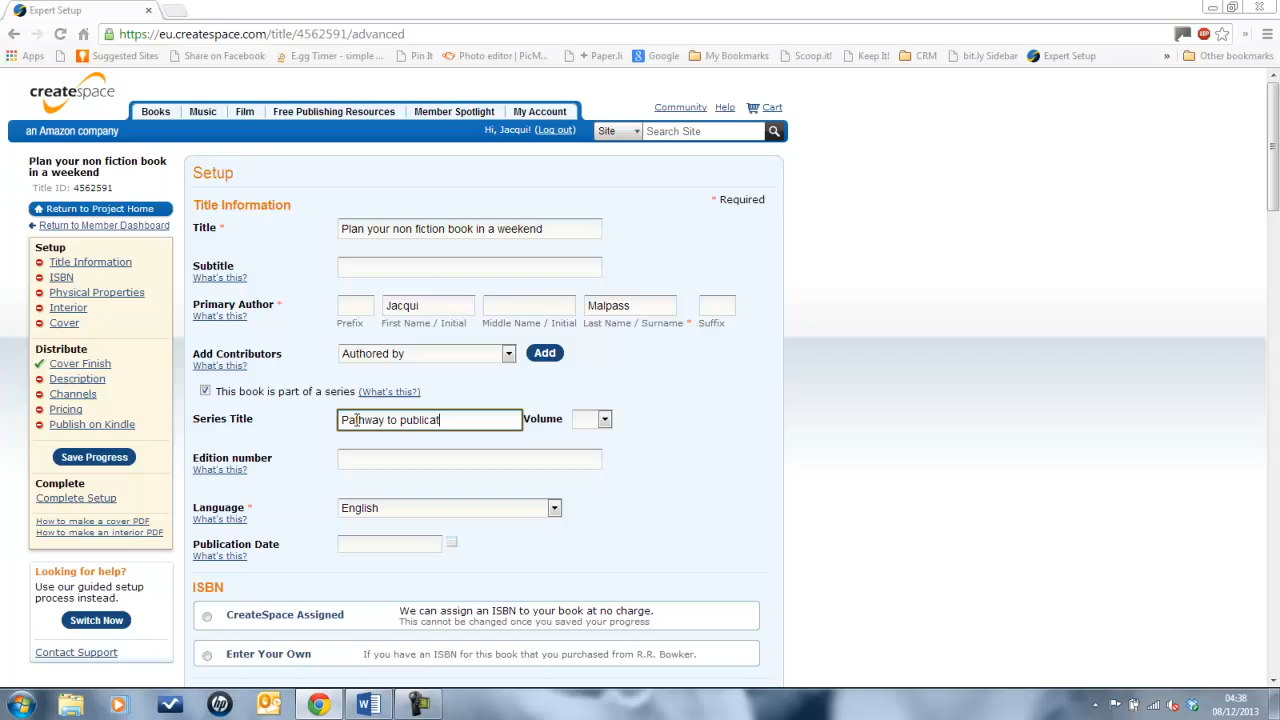 Expert Setup
https://eu.createspace.com/title/4562591/advanced
Apps Suggested Sites Share on Facebook E.gg Timer - simple ... Pin It Photo editor | PicM... + Paper.li Google My Bookmarks Scoop.it! Keep It! CRM bit.ly Sidebar Expert Setup » Other bookmarks
createspace
Books Music Film Free Publishing Resources Member Spotlight My Account
Community Help Cart
an Amazon company
Hi, Jacqui! (Log out)
Site Search Site
Plan your non fiction book
in a weekend
Title ID: 4562591
Return to Project Home
Return to Member Dashboard
Setup
Title Information
ISBN
Physical Properties
Interior
Cover
Distribute
Cover Finish
Description
Channels
Pricing
Publish on Kindle
Save Progress
Complete
Complete Setup
How to make a cover PDF
How to make an interior PDF
Looking for help?
Use our guided setup
process instead.
Switch Now
Contact Support
Setup
* Required
Title Information
Title * Plan your non fiction book in a weekend
Subtitle
What's this?
Primary Author * Jacqui Malpass
What's this? Prefix First Name / Initial Middle Name / Initial Last Name / Surname * Suffix
Add Contributors Authored by Add
What's this?
This book is part of a series (What's this?)
Series Title Pathway to publicat Volume
Edition number
What's this?
Language * English
What's this?
Publication Date
What's this?
ISBN
CreateSpace Assigned We can assign an ISBN to your book at no charge.
This cannot be changed once you saved your progress
Enter Your Own If you have an ISBN for this book that you purchased from R.R. Bowker.
04:38
08/12/2013